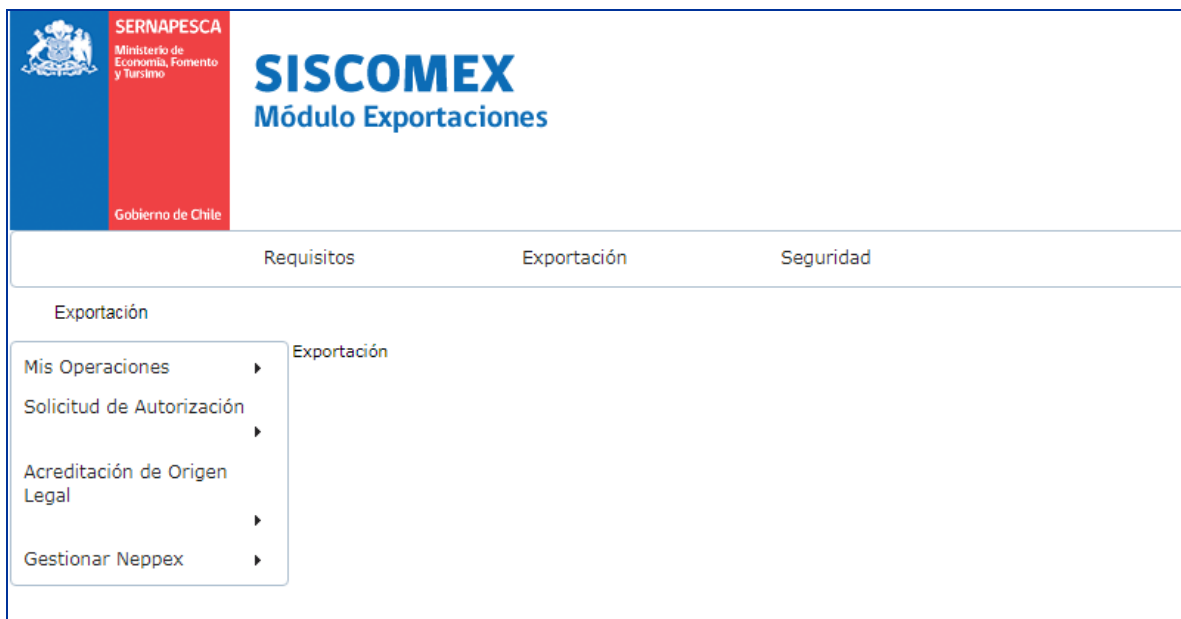 SERNAPESCA
Ministerio de
Economía, Fomento
y Tursimo
Gobierno de Chile
SISCOMEX
Módulo Exportaciones
Requisitos Exportación Seguridad
Exportación
Mis Operaciones
Solicitud de Autorización
Acreditación de Origen
Legal
Gestionar Neppex
Exportación